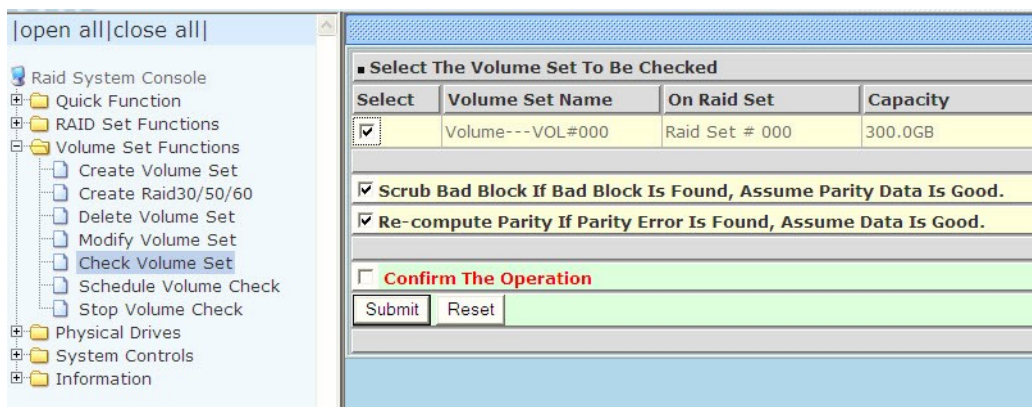 |open all|close all|
Raid System Console
Quick Function
RAID Set Functions
Volume Set Functions
Create Volume Set
Create Raid30/50/60
Delete Volume Set
Modify Volume Set
Check Volume Set
Schedule Volume Check
Stop Volume Check
Physical Drives
System Controls
Information
Select The Volume Set To Be Checked
Select Volume Set Name On Raid Set Capacity
Volume---VOL#000 Raid Set # 000 300.0GB
Scrub Bad Block If Bad Block Is Found, Assume Parity Data Is Good.
Re-compute Parity If Parity Error Is Found, Assume Data Is Good.
Confirm The Operation
Submit Reset